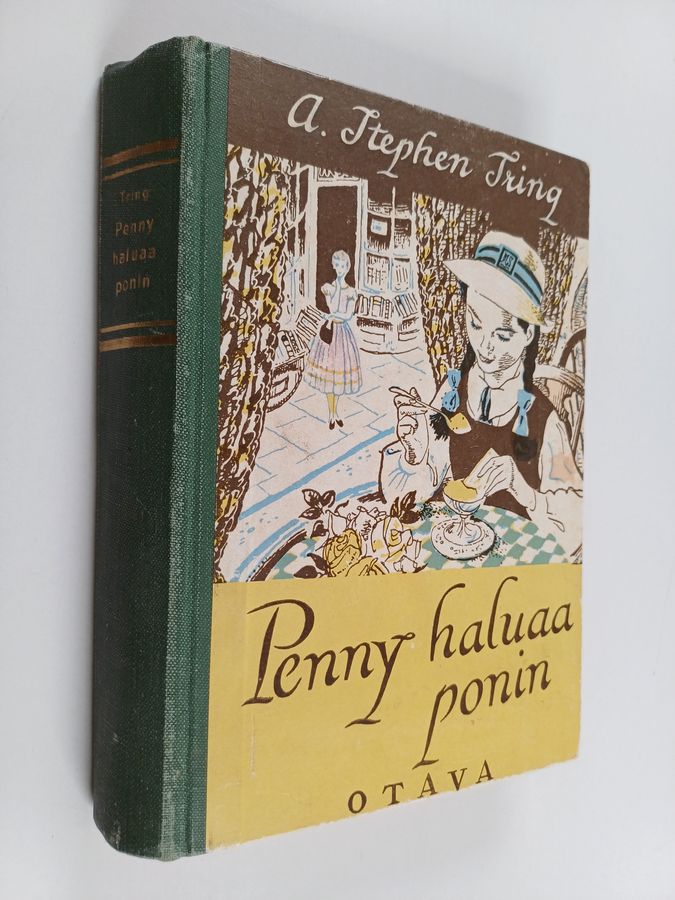 Tring
Penny
haluaa
ponin
A. Stephen Tring
Penny haluaa
ponin
OTAVA